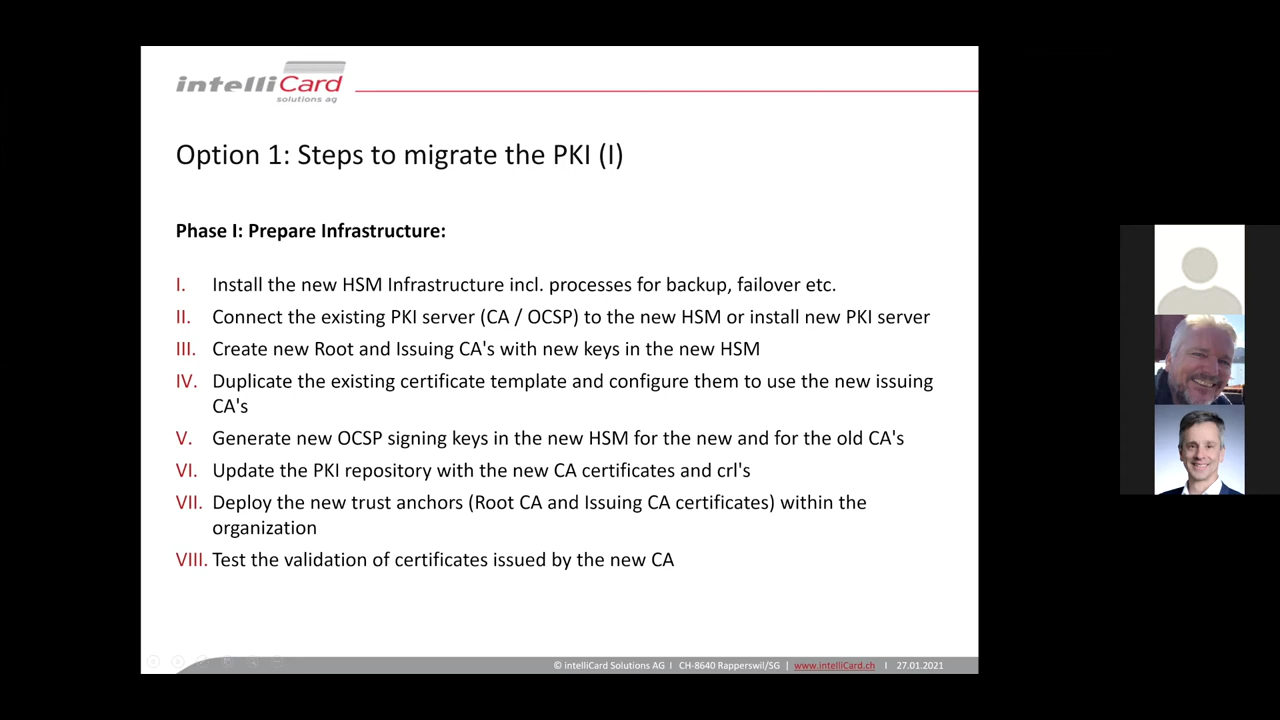 intelliCard
solutions ag
Option 1: Steps to migrate the PKI (I)
Phase I: Prepare Infrastructure:
I. Install the new HSM Infrastructure incl. processes for backup, failover etc.
II. Connect the existing PKI server (CA / OCSP) to the new HSM or install new PKI server
III. Create new Root and Issuing CA's with new keys in the new HSM
IV. Duplicate the existing certificate template and configure them to use the new issuing
CA's
V. Generate new OCSP signing keys in the new HSM for the new and for the old CA's
VI. Update the PKI repository with the new CA certificates and crl's
VII. Deploy the new trust anchors (Root CA and Issuing CA certificates) within the
organization
VIII. Test the validation of certificates issued by the new CA
© intelliCard Solutions AG I CH-8640 Rapperswil/SG | www.intelliCard.ch I 27.01.2021